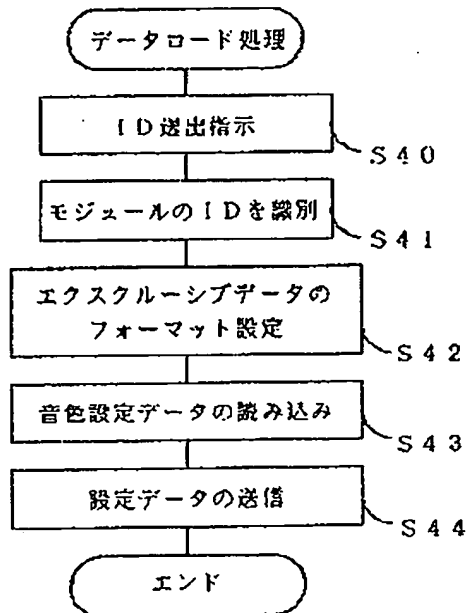 データロード処理
ID送出指示
S40
モジュールのIDを識別
S41
エクスクルーシブデータの
フォーマット設定
S42
音色設定データの読み込み
S43
設定データの送信
S44
エンド